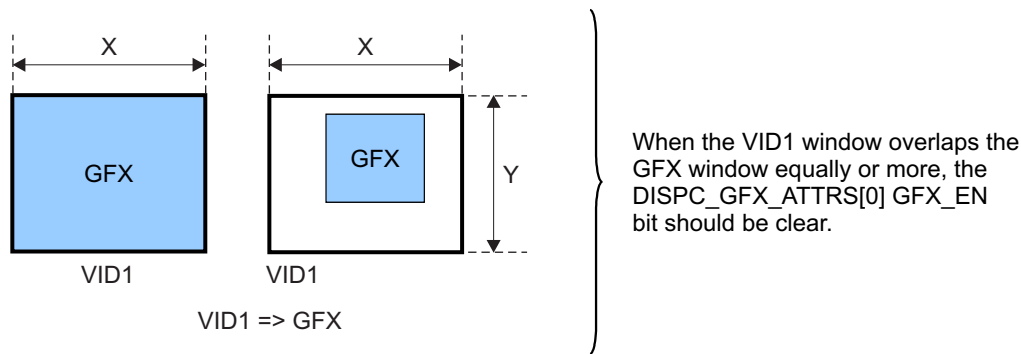 X
X
GFX
GFX
Y
VID1
VID1
VID1 => GFX
When the VID1 window overlaps the
GFX window equally or more, the
DISPC_GFX_ATTRS[0] GFX_EN
bit should be clear.